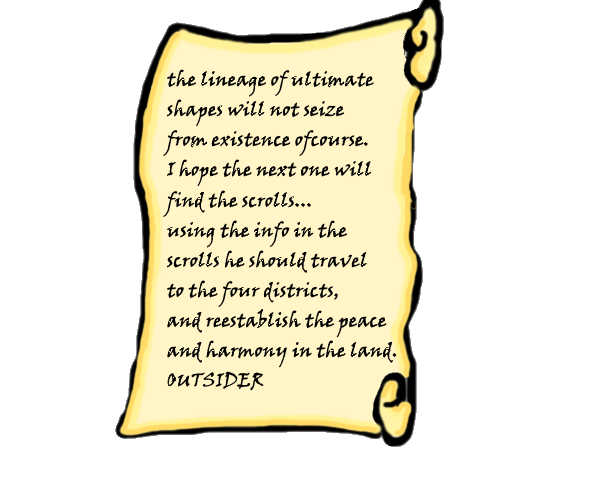 the lineage of ultimate
shapes will not seize
from existence ofcourse.
I hope the next one will
find the scrolls...
using the info in the
scrolls he should travel
to the four districts,
and reestablish the peace
and harmony in the land.
OUTSIDER